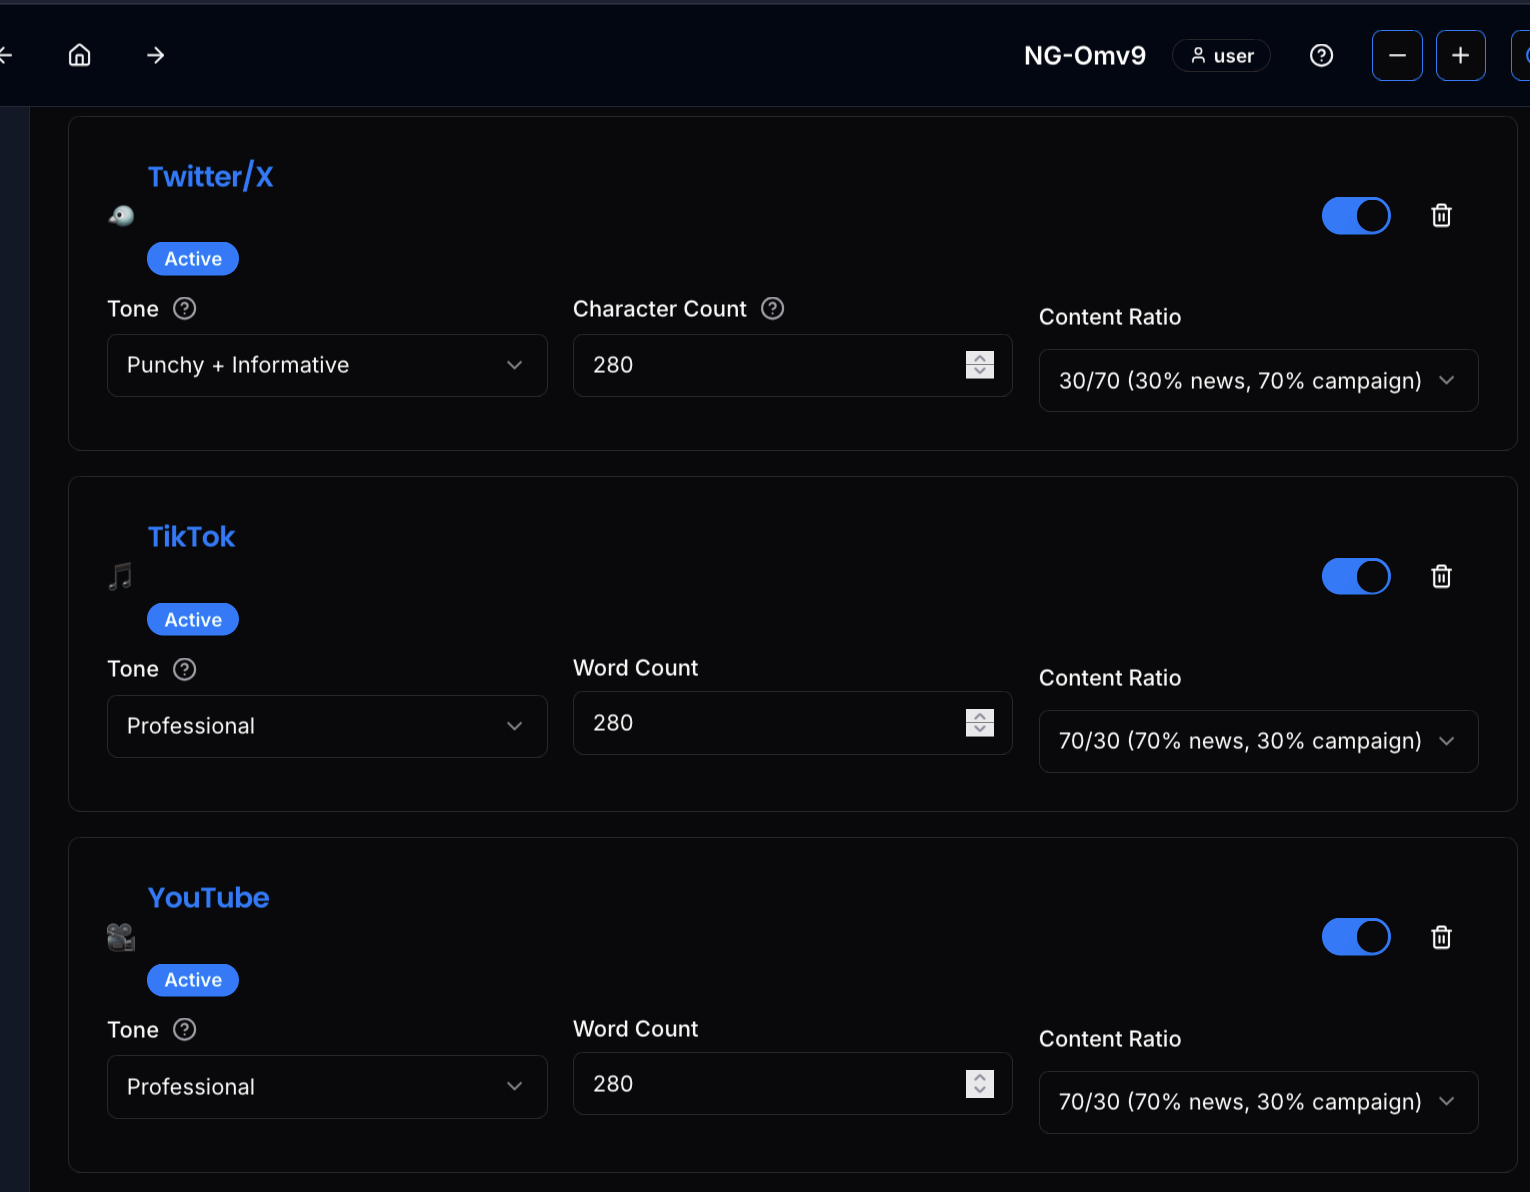 NG-Omv9
user
Twitter/X
Active
Tone
Character Count
Content Ratio
Punchy + Informative
280
30/70 (30% news, 70% campaign)
TikTok
Active
Tone
Word Count
Content Ratio
Professional
280
70/30 (70% news, 30% campaign)
YouTube
Active
Tone
Word Count
Content Ratio
Professional
280
70/30 (70% news, 30% campaign)